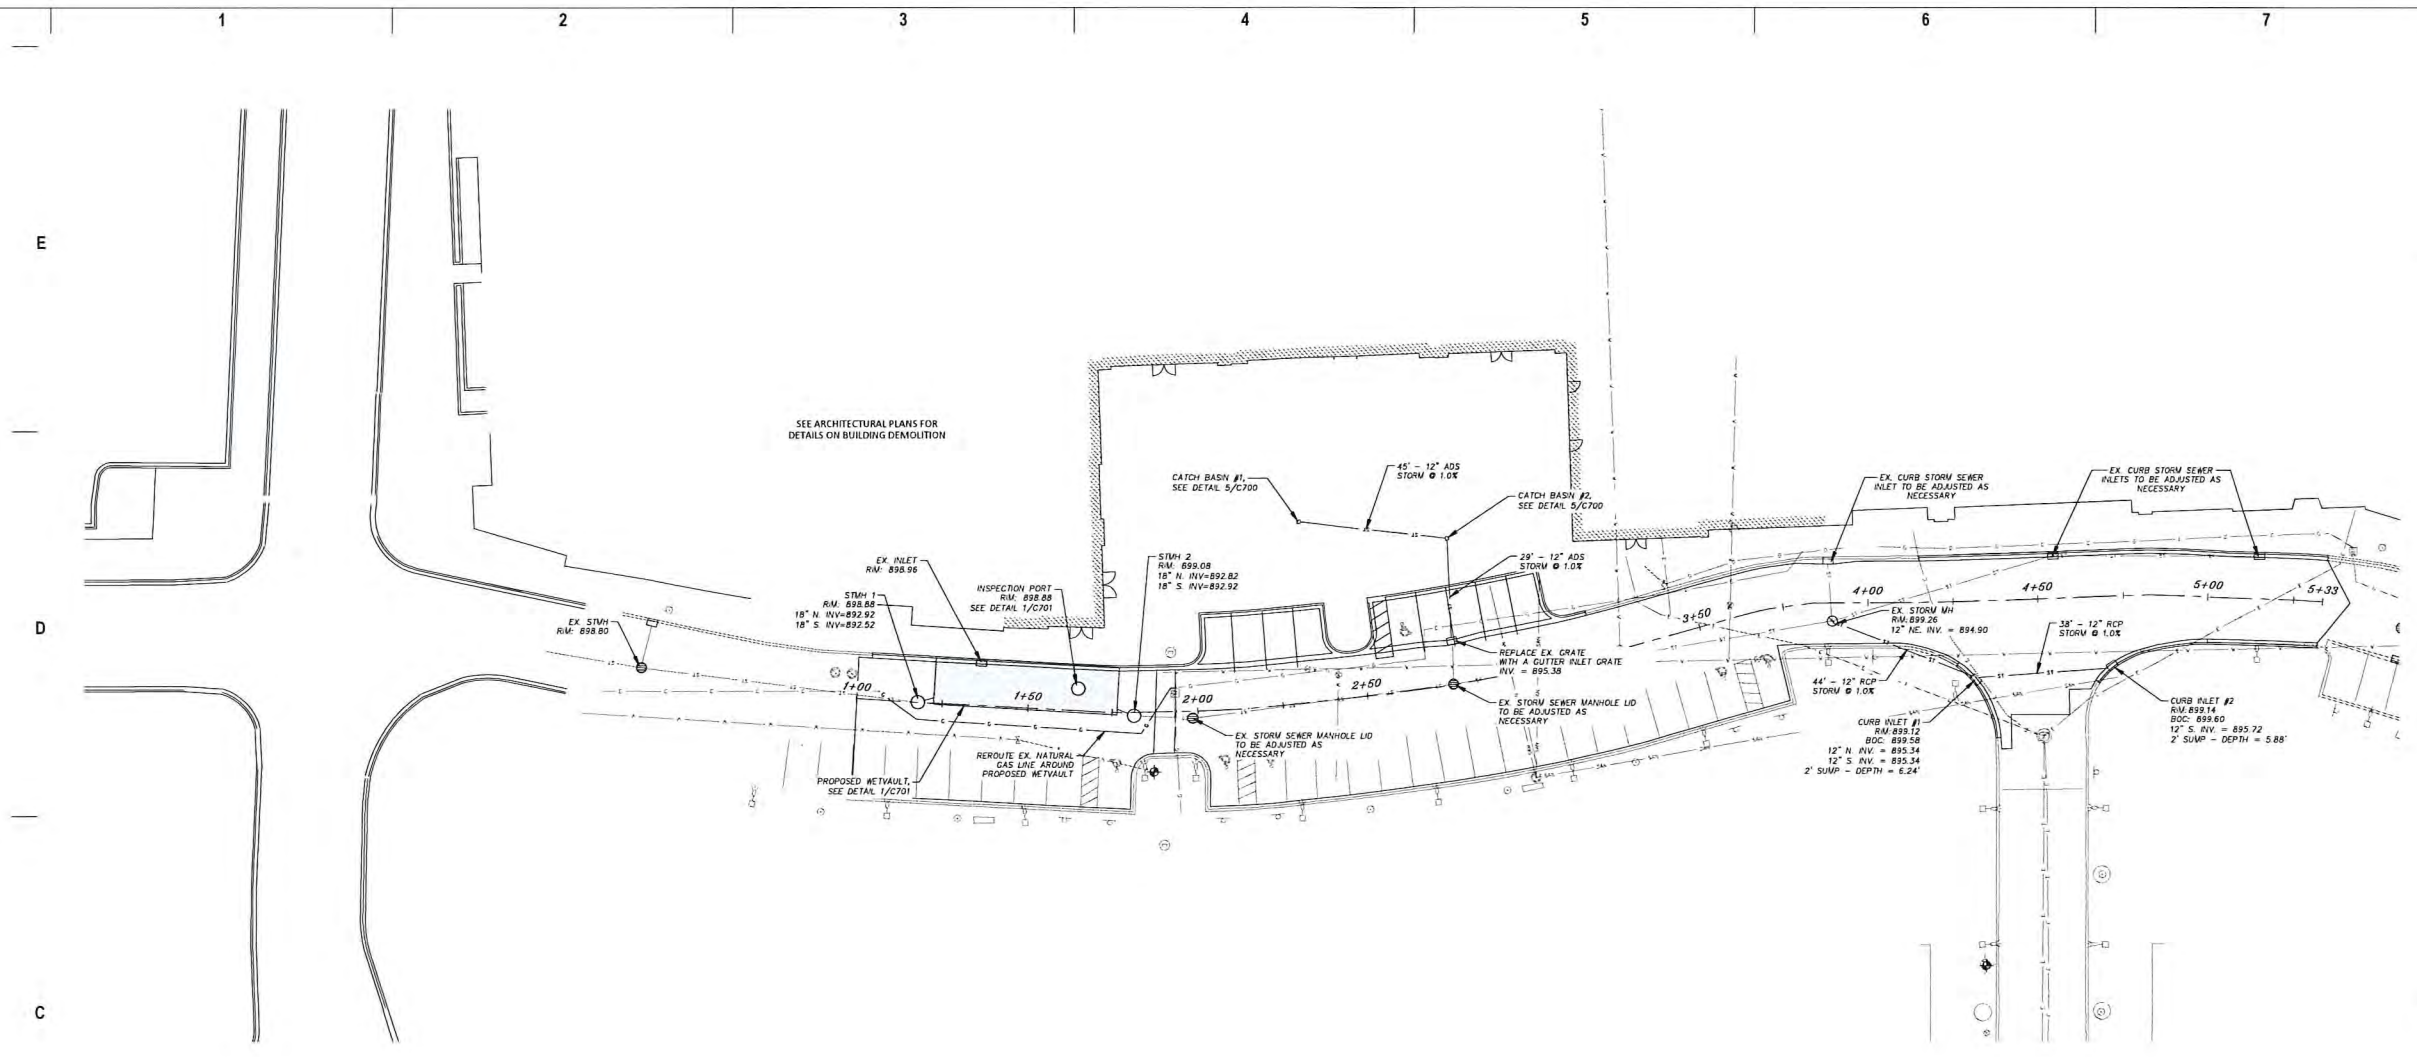 1
2
3
4
5
6
7
E
D
C
SEE ARCHITECTURAL PLANS FOR
DETAILS ON BUILDING DEMOLITION
CATCH BASIN #1,
SEE DETAIL 5/C700
45' - 12" ADS
STORM @ 1.0%
CATCH BASIN #2,
SEE DETAIL 5/C700
EX. CURB STORM SEWER
INLET TO BE ADJUSTED AS
NECESSARY
EX. CURB STORM SEWER
INLETS TO BE ADJUSTED AS
NECESSARY
EX. STMH
RIM: 898.80
EX. INLET
RIM: 898.96
STMH 1
RIM: 898.88
18" N. INV=892.92
18" S. INV=892.52
INSPECTION PORT
RIM: 898.88
SEE DETAIL 1/C701
STMH 2
RIM: 699.08
18" N. INV=892.82
18" S. INV=892.92
29' - 12" ADS
STORM @ 1.0%
REPLACE EX. GRATE
WITH A GUTTER INLET GRATE
INV. = 895.38
EX. STORM SEWER MANHOLE LID
TO BE ADJUSTED AS
NECESSARY
EX. STORM SEWER MANHOLE LID
TO BE ADJUSTED AS
NECESSARY
REROUTE EX. NATURAL
GAS LINE AROUND
PROPOSED WETVAULT
PROPOSED WETVAULT,
SEE DETAIL 1/C701
1+00
1+50
2+00
2+50
3+50
4+00
4+50
5+00
5+33
EX. STORM MH
RIM: 899.26
12" NE. INV. = 894.90
38' - 12" RCP
STORM @ 1.0%
44' - 12" RCP
STORM @ 1.0%
CURB INLET #1
RIM: 899.12
BOC: 899.58
12" N. INV. = 895.34
12" S. INV. = 895.34
2' SUMP - DEPTH = 6.24'
CURB INLET #2
RIM: 899.14
BOC: 899.60
12" S. INV. = 895.72
2' SUMP - DEPTH = 5.88'